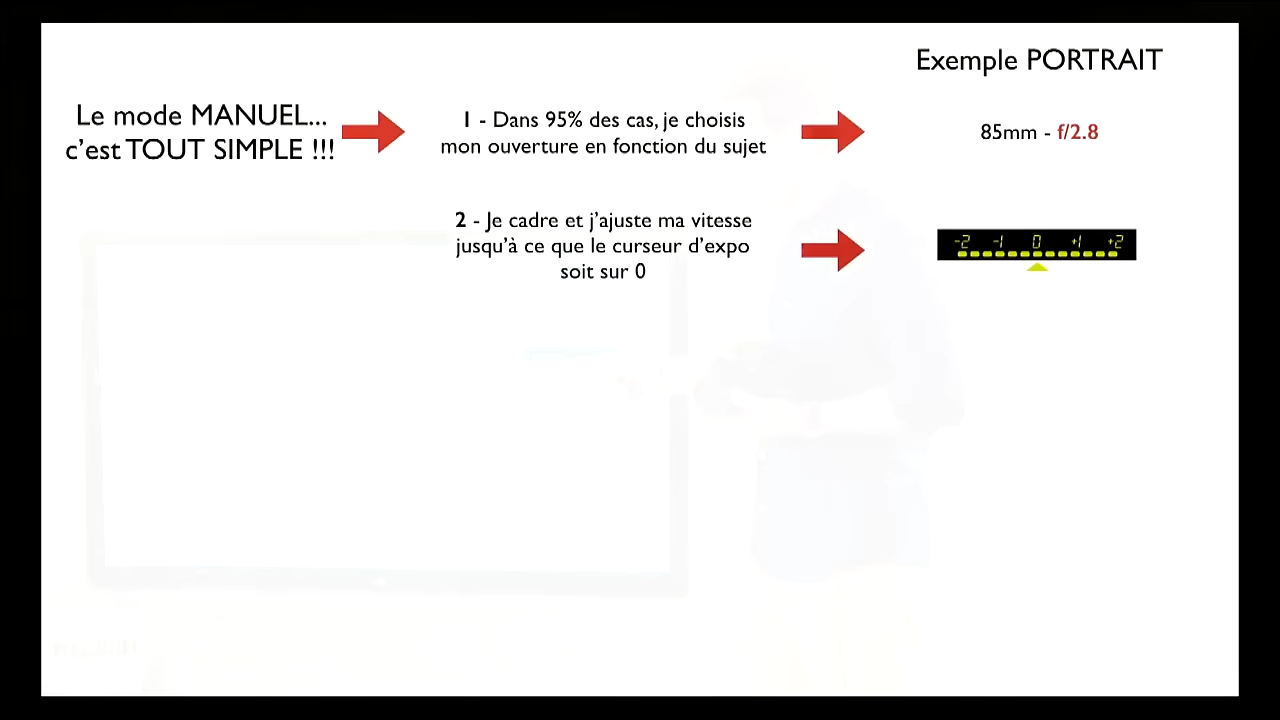 Exemple PORTRAIT
Le mode MANUEL...
c'est TOUT SIMPLE !!!
1 - Dans 95% des cas, je choisis
mon ouverture en fonction du sujet
85mm - f/2.8
2 - Je cadre et j'ajuste ma vitesse
jusqu'à ce que le curseur d'expo
soit sur 0
-2 -1 0 +1 +2